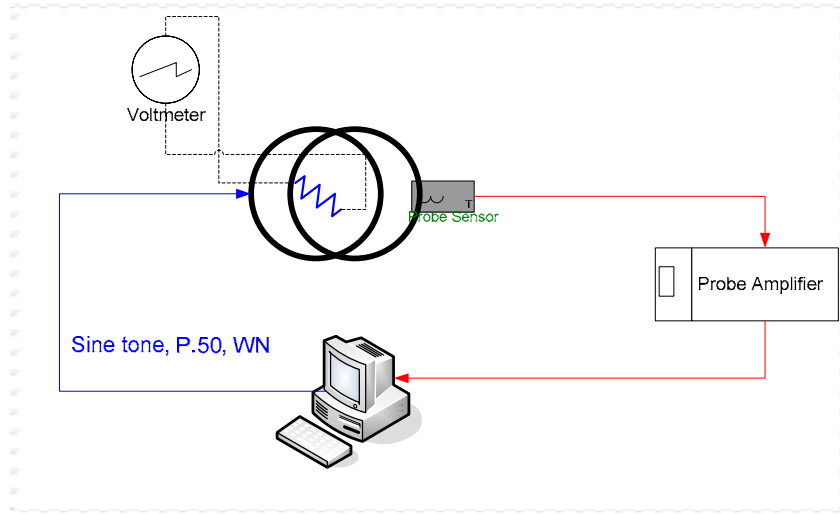 Voltmeter
T
Probe Sensor
Probe Amplifier
Sine tone, P.50, WN